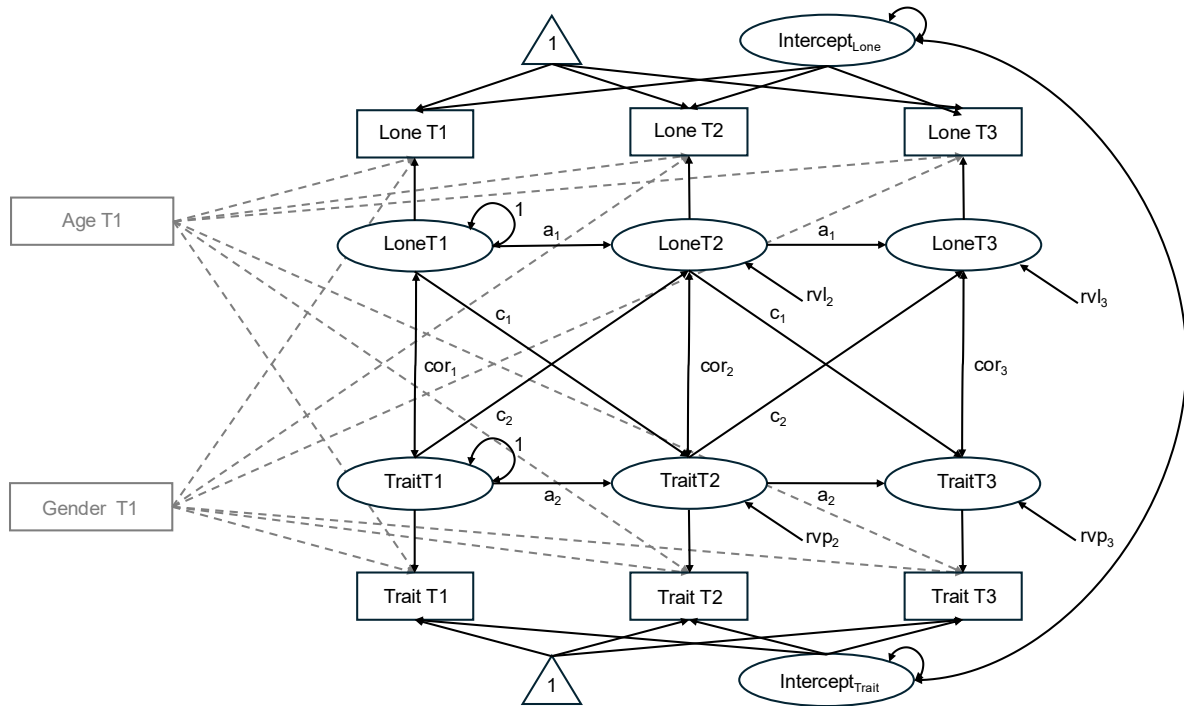 1
Intercept_Lone
Lone T1
Lone T2
Lone T3
Age T1
1
LoneT1
a₁
LoneT2
a₁
LoneT3
rvl₂
rvl₃
c₁
c₁
cor₁
cor₂
cor₃
c₂
c₂
1
TraitT1
a₂
TraitT2
a₂
TraitT3
Gender T1
rvp₂
rvp₃
Trait T1
Trait T2
Trait T3
1
Intercept_Trait